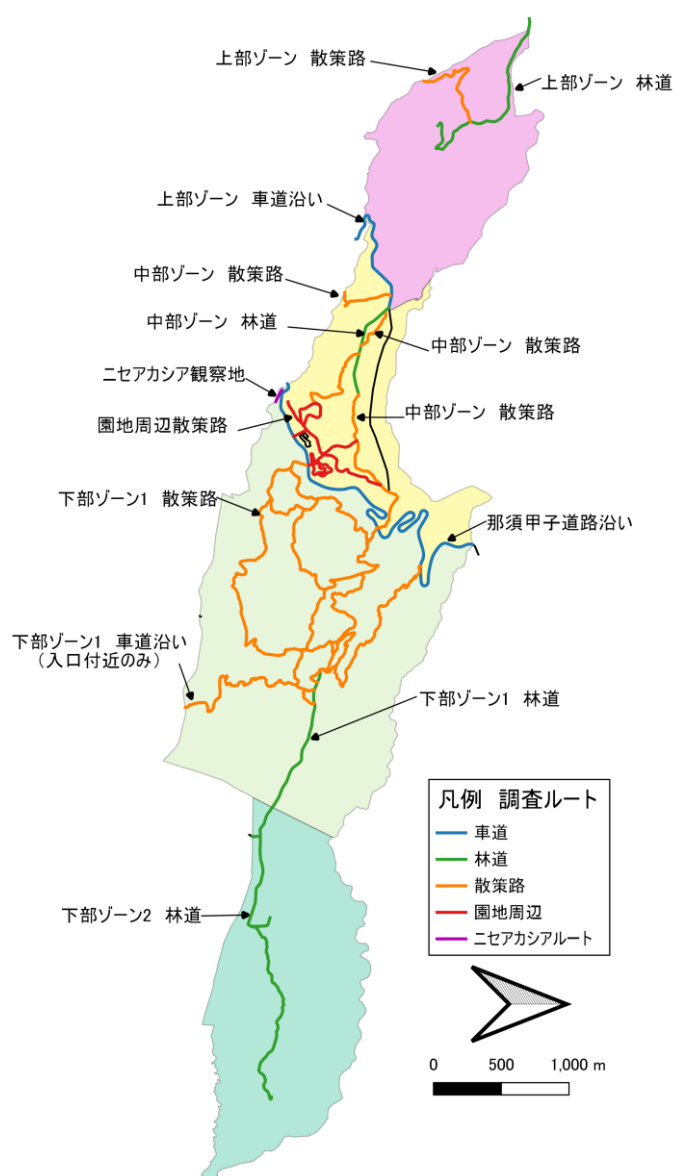 上部ゾーン 散策路
上部ゾーン 林道
上部ゾーン 車道沿い
中部ゾーン 散策路
中部ゾーン 林道
中部ゾーン 散策路
ニセアカシア観察地
園地周辺散策路
中部ゾーン 散策路
下部ゾーン1 散策路
那須甲子道路沿い
下部ゾーン1 車道沿い
(入口付近のみ)
下部ゾーン1 林道
凡例 調査ルート
車道
林道
散策路
園地周辺
ニセアカシアルート
下部ゾーン2 林道
0 500 1,000 m